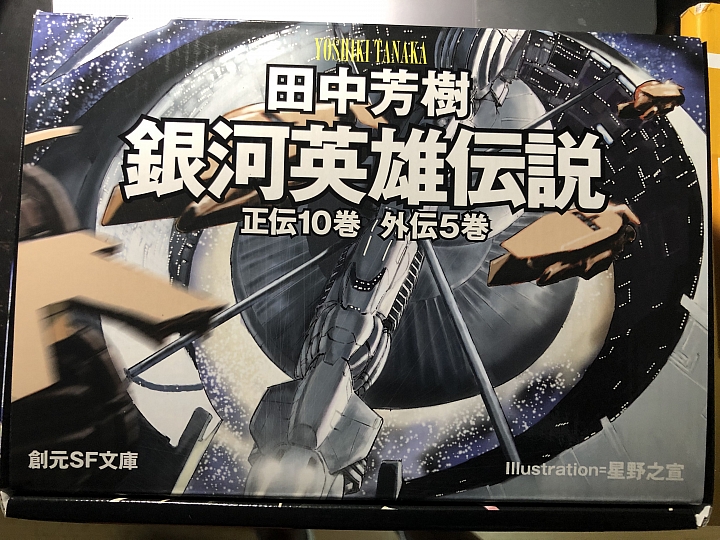 YOSHIKI TANAKA
田中芳樹
銀河英雄伝説
正伝10巻 外伝5巻
創元SF文庫
Illustration=星野之宣